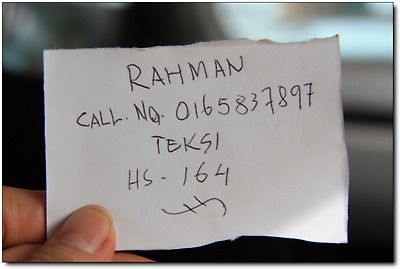 RAHMAN
CALL. NO. 0165837897
TEKSI
HS - 164